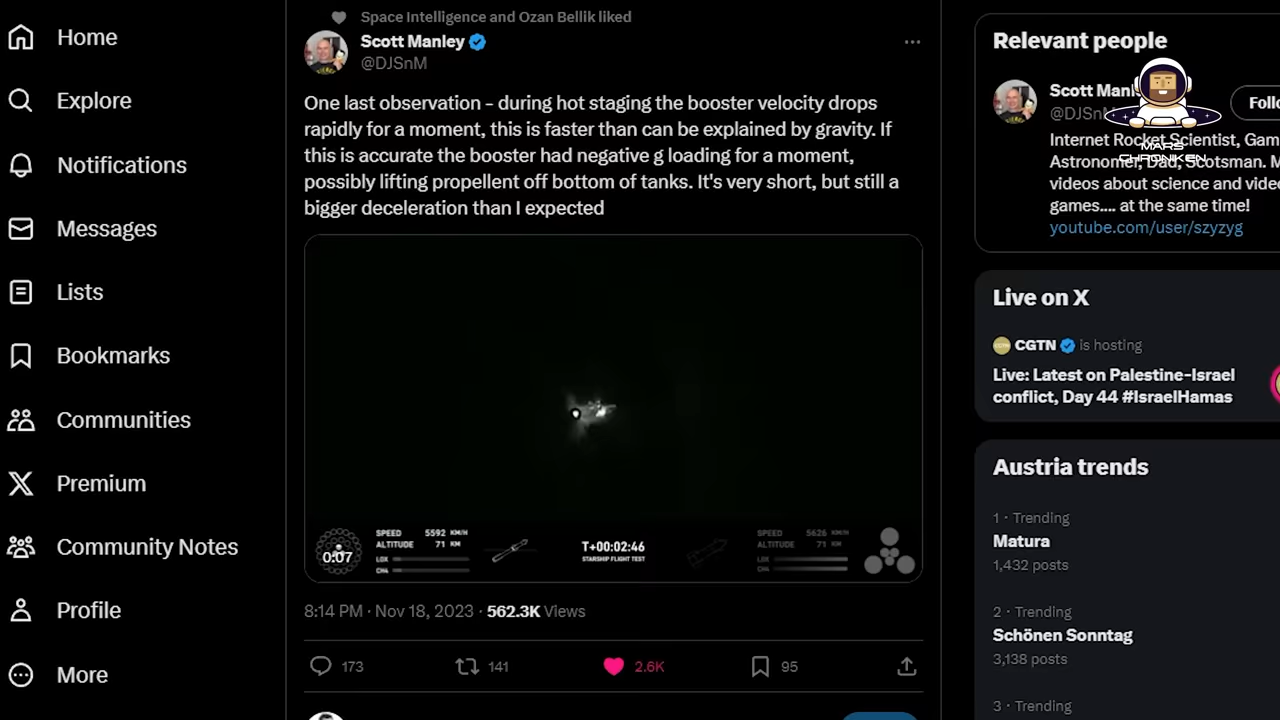 Home
Explore
Notifications
Messages
Lists
Bookmarks
Communities
Premium
Community Notes
Profile
More
Space Intelligence and Ozan Bellik liked
Scott Manley
@DJSnM
One last observation - during hot staging the booster velocity drops
rapidly for a moment, this is faster than can be explained by gravity. If
this is accurate the booster had negative g loading for a moment,
possibly lifting propellent off bottom of tanks. It's very short, but still a
bigger deceleration than I expected
0:07
SPEED 5592 KM/H
ALTITUDE 71 KM
LOX
CH4
T+00:02:46
STARSHIP FLIGHT TEST
SPEED 5626 KM/H
ALTITUDE 71 KM
LOX
CH4
8:14 PM · Nov 18, 2023 · 562.3K Views
173
141
2.6K
95
Relevant people
Scott Manl
@DJSn
Follo
MARS
CHRONIKEN
Internet Rocket Scientist, Gam
Astronomer, Dad, Scotsman. M
videos about science and vide
games.... at the same time!
youtube.com/user/szyzyg
Live on X
CGTN is hosting
Live: Latest on Palestine-Israel
conflict, Day 44 #IsraelHamas
Austria trends
1 · Trending
Matura
1,432 posts
2 · Trending
Schönen Sonntag
3,138 posts
3 · Trending